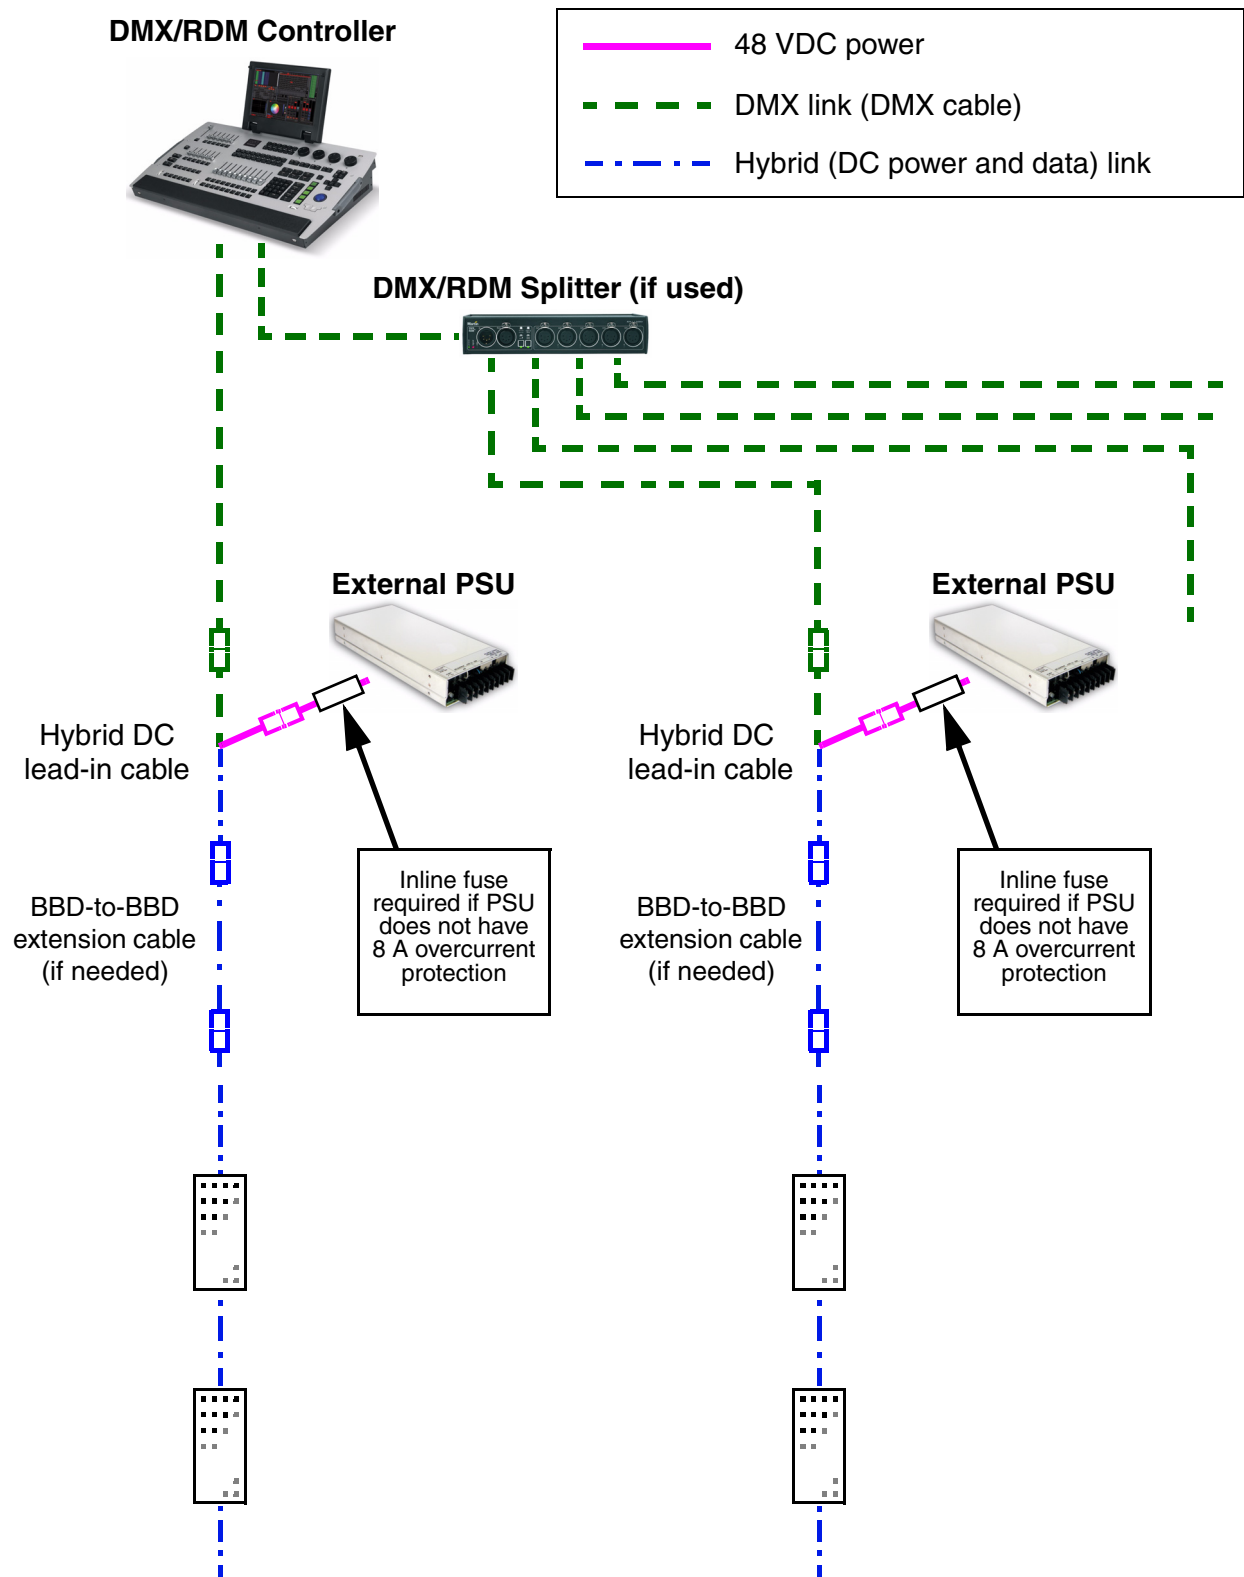 DMX/RDM Controller
48 VDC power
DMX link (DMX cable)
Hybrid (DC power and data) link
DMX/RDM Splitter (if used)
External PSU
External PSU
Hybrid DC
lead-in cable
Hybrid DC
lead-in cable
Inline fuse
required if PSU
does not have
8 A overcurrent
protection
Inline fuse
required if PSU
does not have
8 A overcurrent
protection
BBD-to-BBD
extension cable
(if needed)
BBD-to-BBD
extension cable
(if needed)